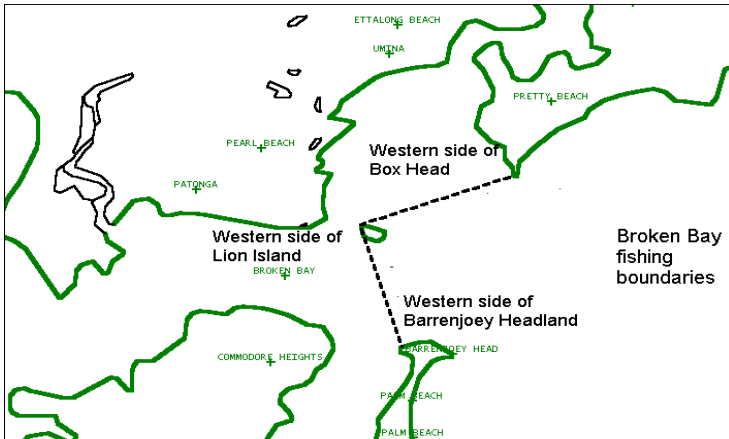 ETTALONG BEACH
UMINA
PRETTY BEACH
PEARL BEACH
Western side of
Box Head
PATONGA
Western side of
Lion Island
Broken Bay
fishing
boundaries
BROKEN BAY
Western side of
Barrenjoey Headland
COMMODORE HEIGHTS
BARRENJOEY HEAD
PALM BEACH
PALM BEACH